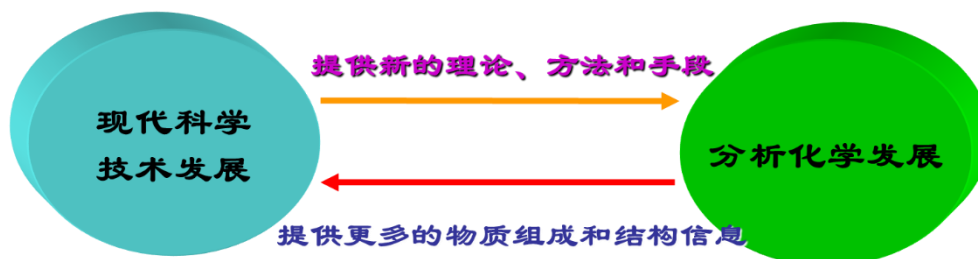 提供新的理论、方法和手段
现代科学
技术发展
分析化学发展
提供更多的物质组成和结构信息